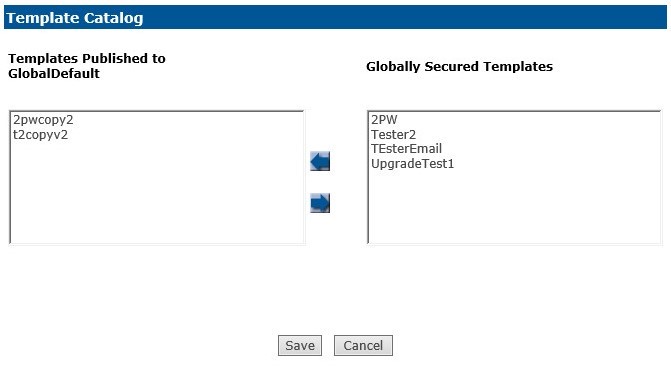 Template Catalog
Templates Published to
GlobalDefault
Globally Secured Templates
2pwcopy2
t2copyv2
2PW
Tester2
TEsterEmail
UpgradeTest1
Save
Cancel